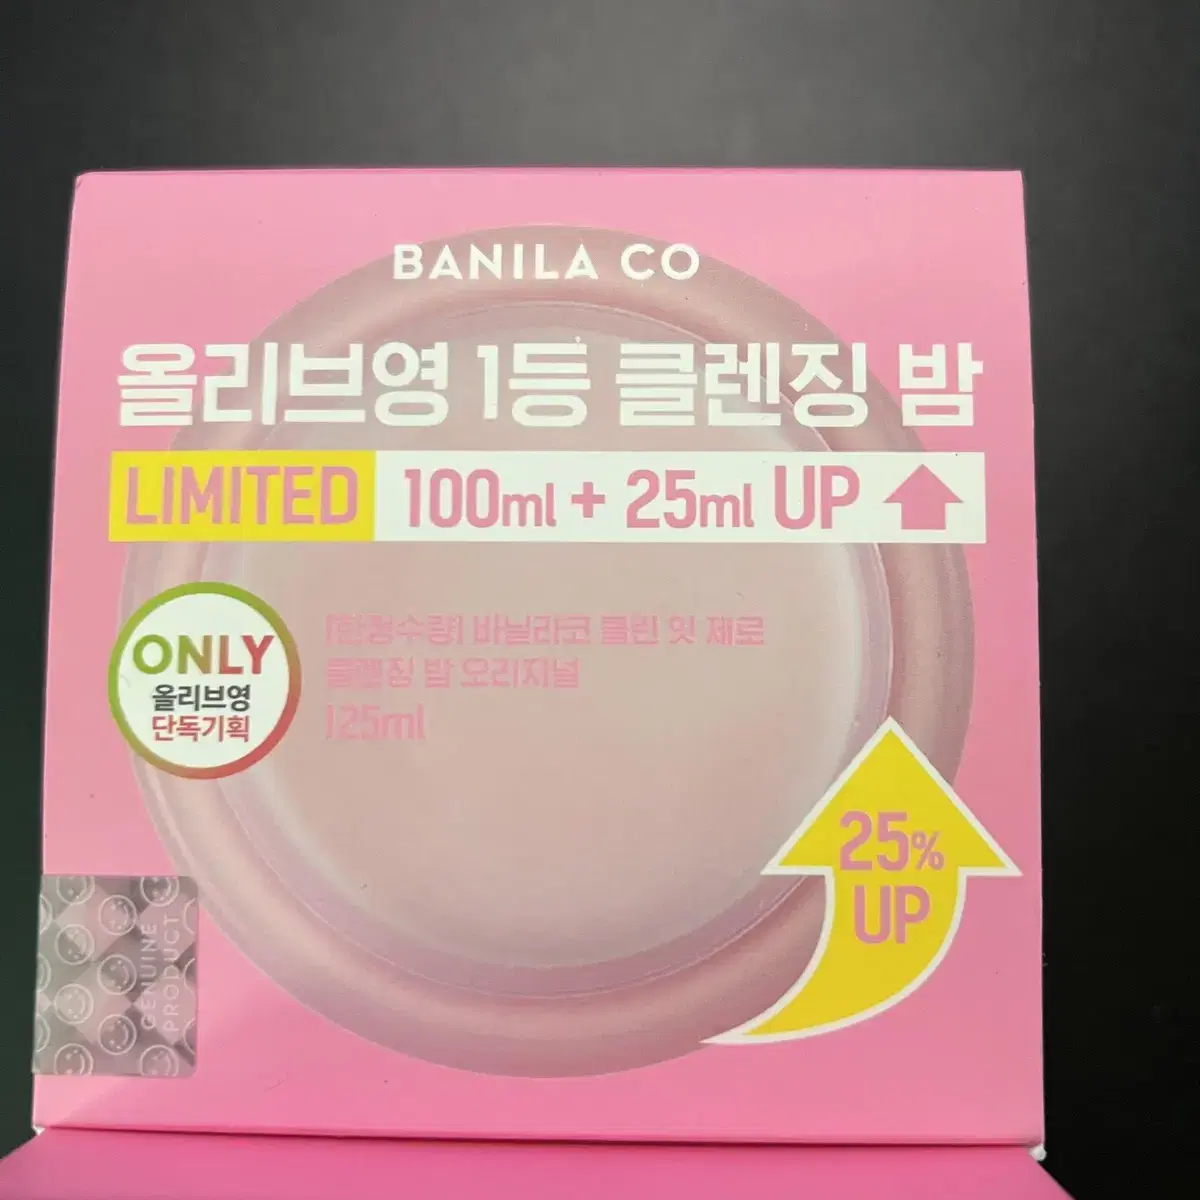 BANILA CO
올리브영 1등 클렌징 밤
LIMITED 100ml + 25ml UP
ONLY
올리브영
단독기획
[한정수량] 바닐라코 클린 잇 제로
클렌징 밤 오리지널
125ml
25%
UP
GENUINE
PRODUCT